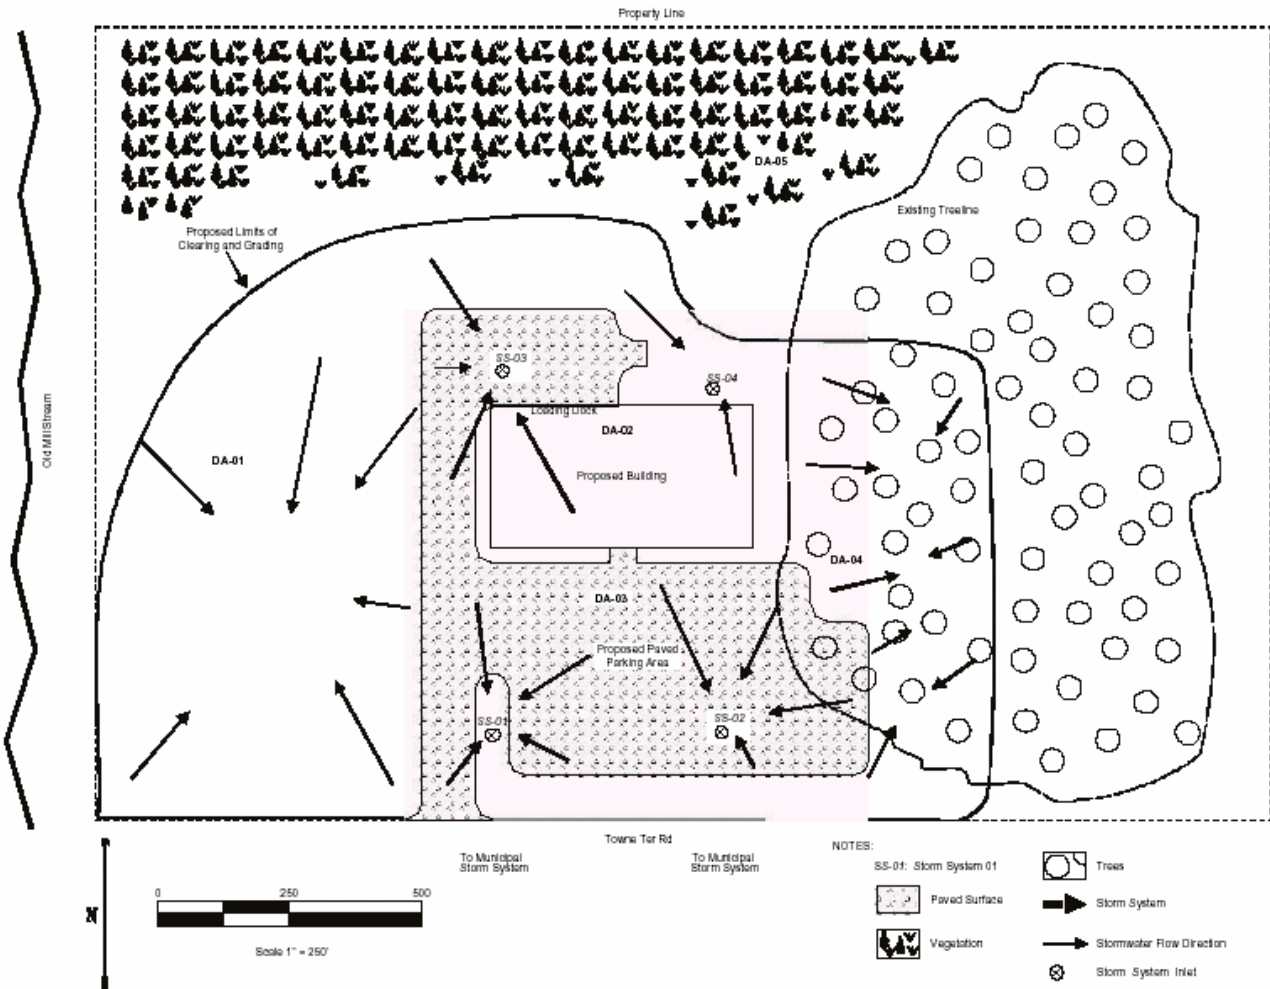 Property Line
DA-05
Existing Treeline
Proposed Limits of
Clearing and Grading
SS-03
SS-04
Loading Dock
DA-02
DA-01
Old Mill Stream
Proposed Building
DA-04
DA-03
Proposed Paved
Parking Area
SS-01
SS-02
Towne Ter Rd
To Municipal
Storm System
To Municipal
Storm System
NOTES:
SS-01: Storm System 01
Trees
Paved Surface
Storm System
Vegetation
Stormwater Flow Direction
Storm System Inlet
0 250 500
N
Scale 1" = 250'